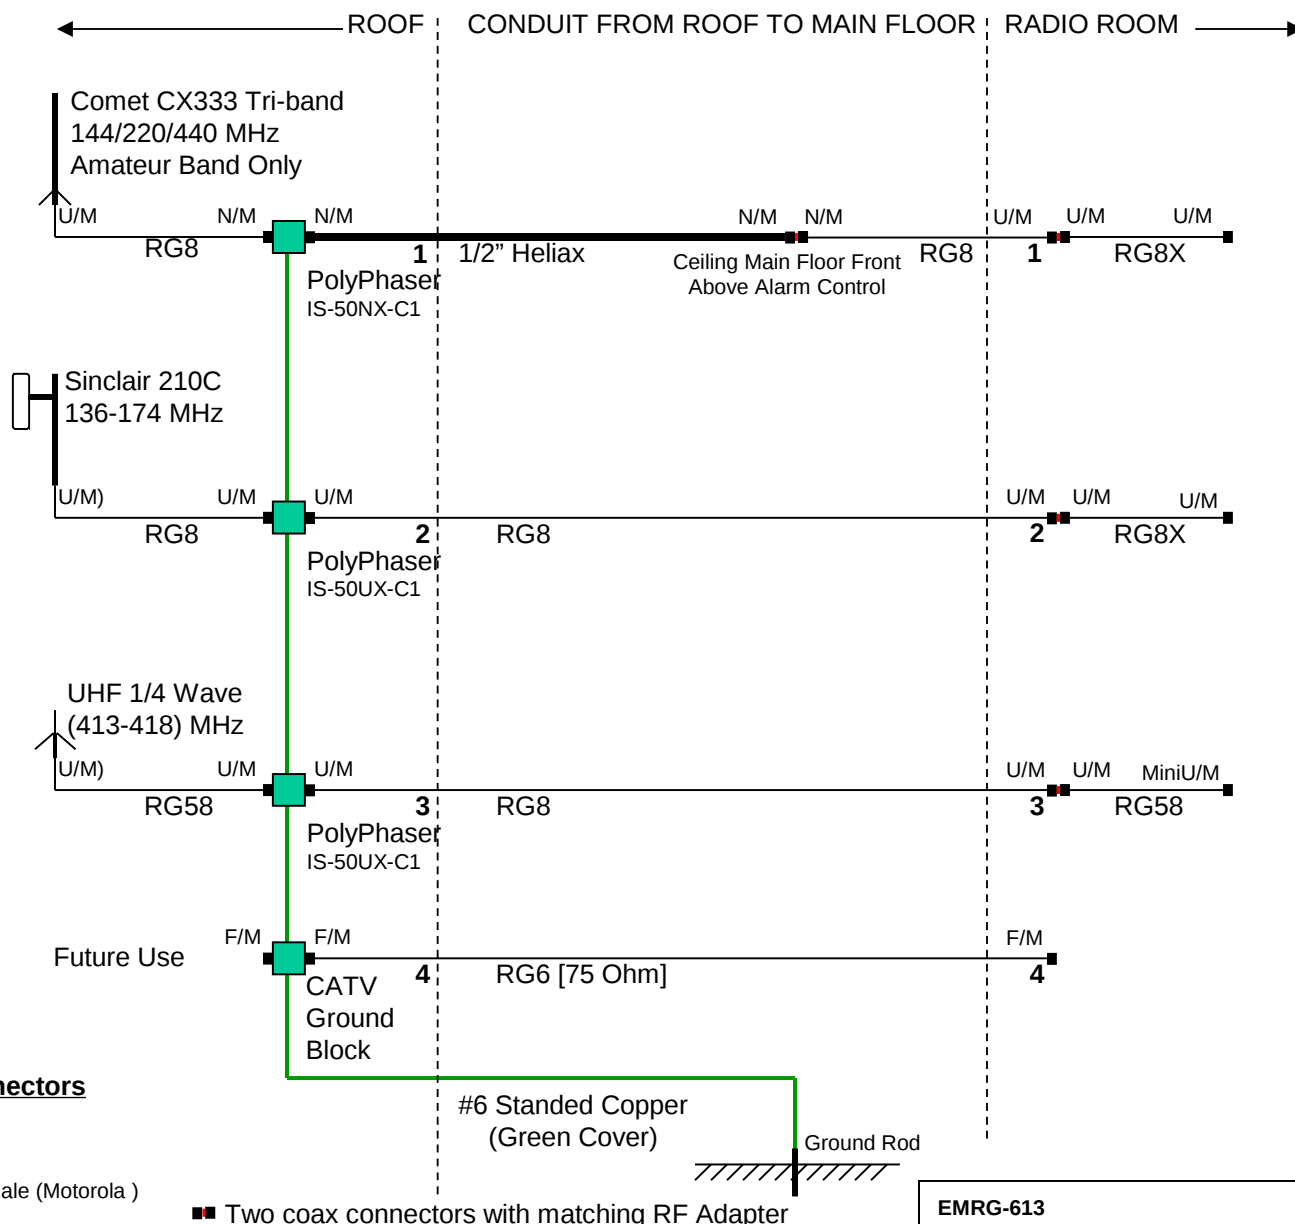 ROOF
CONDUIT FROM ROOF TO MAIN FLOOR
RADIO ROOM
Comet CX333 Tri-band
144/220/440 MHz
Amateur Band Only
U/M
N/M
N/M
N/M
N/M
U/M
U/M
U/M
RG8
1
1/2” Heliax
RG8
1
RG8X
Ceiling Main Floor Front
Above Alarm Control
PolyPhaser
IS-50NX-C1
Sinclair 210C
136-174 MHz
U/M)
U/M
U/M
U/M
U/M
U/M
RG8
2
RG8
2
RG8X
PolyPhaser
IS-50UX-C1
UHF 1/4 Wave
(413-418) MHz
U/M)
U/M
U/M
U/M
U/M
MiniU/M
RG58
3
RG8
3
RG58
PolyPhaser
IS-50UX-C1
F/M
F/M
F/M
Future Use
4
RG6 [75 Ohm]
4
CATV
Ground
Block
nectors
#6 Standed Copper
(Green Cover)
Ground Rod
ale (Motorola )
Two coax connectors with matching RF Adapter
EMRG-613